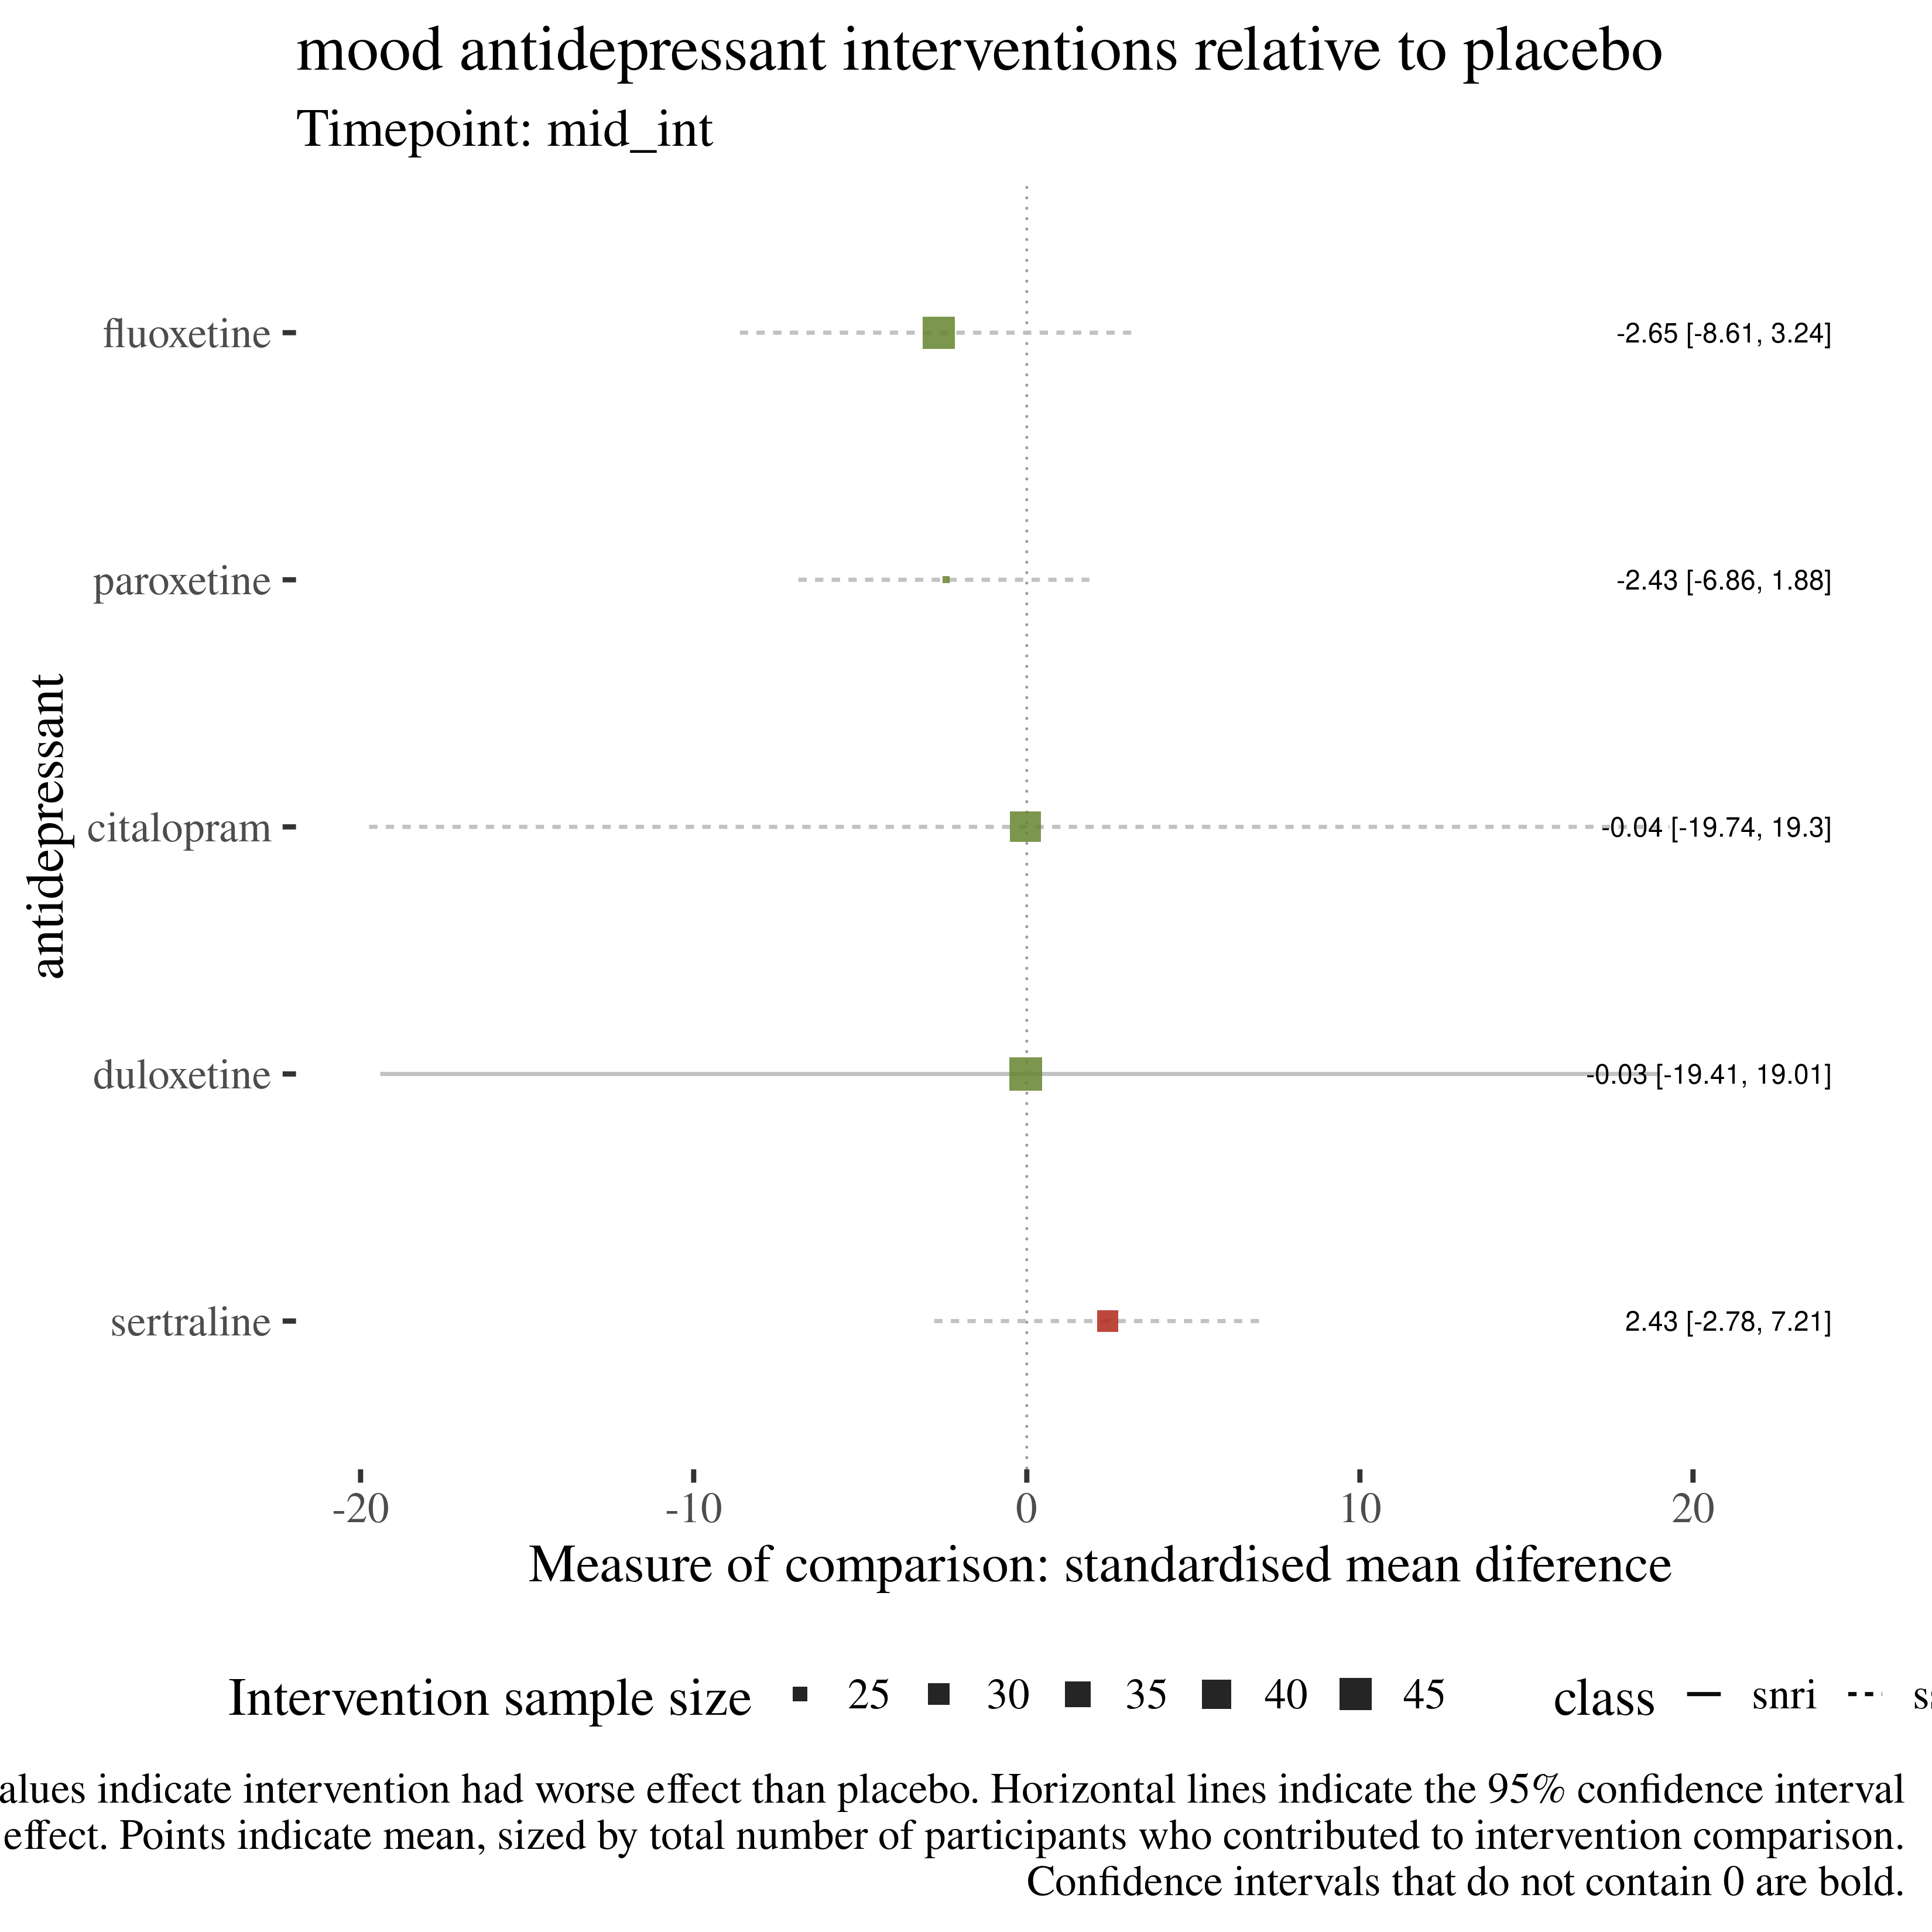 mood antidepressant interventions relative to placebo
Timepoint: mid_int
fluoxetine
-2.65 [-8.61, 3.24]
paroxetine
-2.43 [-6.86, 1.88]
antidepressant
citalopram
-0.04 [-19.74, 19.3]
duloxetine
-0.03 [-19.41, 19.01]
sertraline
2.43 [-2.78, 7.21]
-20 -10 0 10 20
Measure of comparison: standardised mean diference
Intervention sample size 25 30 35 40 45 class snri
indicate intervention had worse effect than placebo. Horizontal lines indicate the 95% confidence interval
effect. Points indicate mean, sized by total number of participants who contributed to intervention comparison.
Confidence intervals that do not contain 0 are bold.